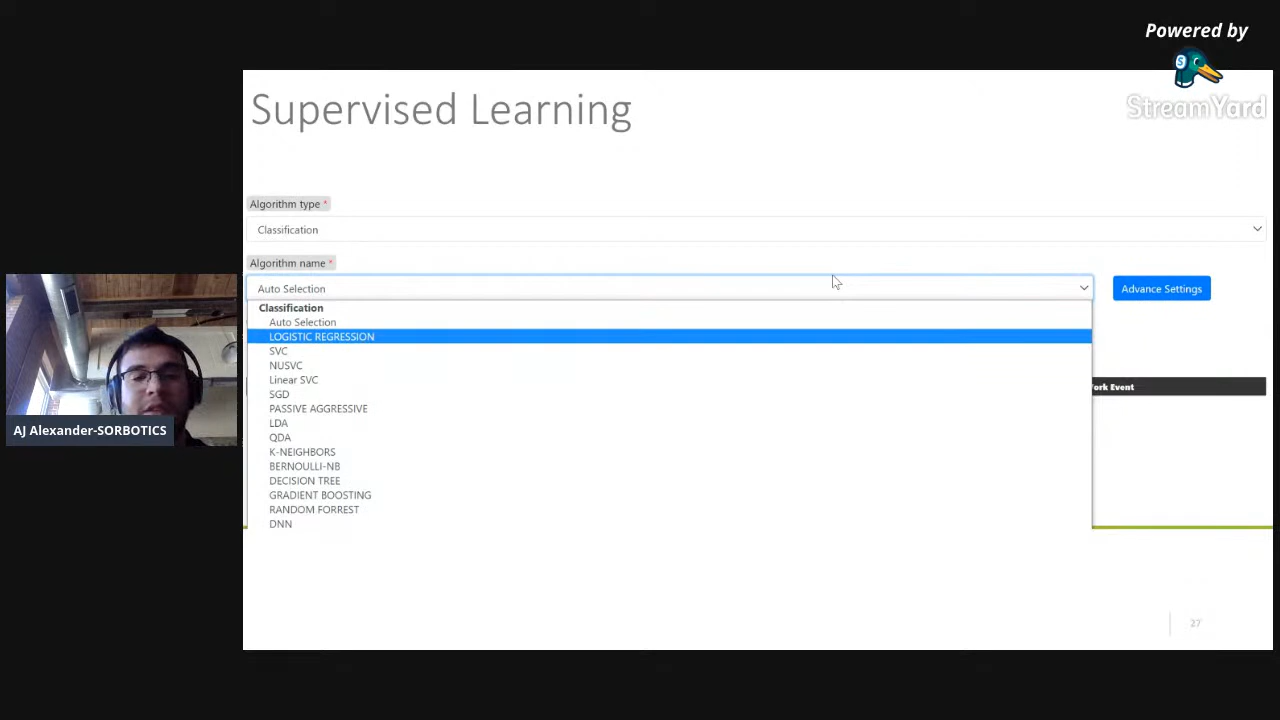 Powered by
StreamYard
Supervised Learning
Algorithm type *
Classification
Algorithm name *
Auto Selection
Advance Settings
Classification
Auto Selection
LOGISTIC REGRESSION
SVC
NUSVC
Linear SVC
SGD
PASSIVE AGGRESSIVE
LDA
QDA
K-NEIGHBORS
BERNOULLI-NB
DECISION TREE
GRADIENT BOOSTING
RANDOM FORREST
DNN
Event
AJ Alexander-SORBOTICS
27